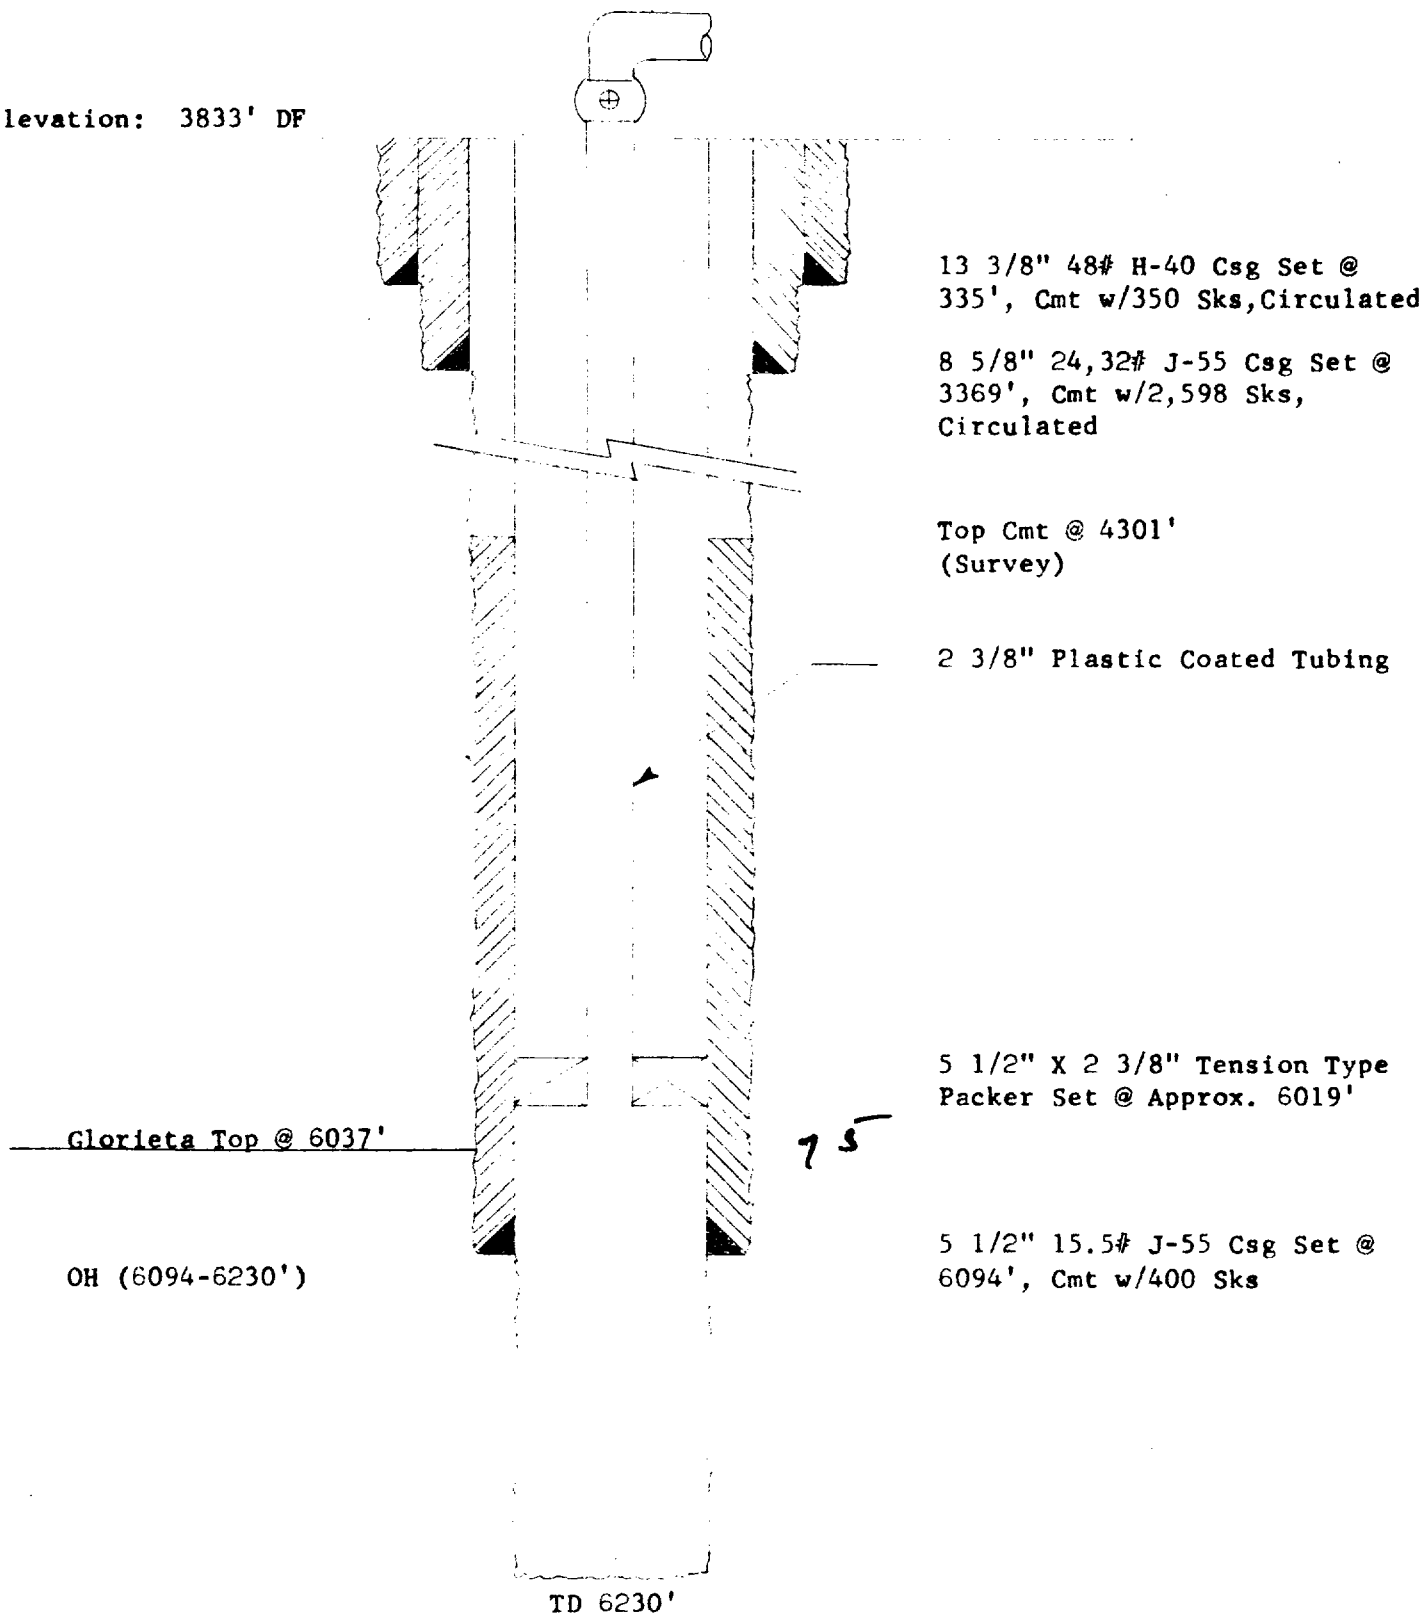 levation: 3833' DF
13 3/8" 48# H-40 Csg Set @
335', Cmt w/350 Sks,Circulated
8 5/8" 24,32# J-55 Csg Set @
3369', Cmt w/2,598 Sks,
Circulated
Top Cmt @ 4301'
(Survey)
2 3/8" Plastic Coated Tubing
5 1/2" X 2 3/8" Tension Type
Packer Set @ Approx. 6019'
Glorieta Top @ 6037'
75
5 1/2" 15.5# J-55 Csg Set @
6094', Cmt w/400 Sks
OH (6094-6230')
TD 6230'